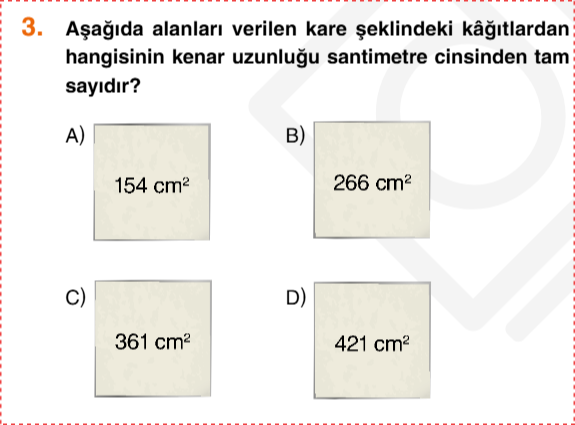 3. Aşağıda alanları verilen kare şeklindeki kâğıtlardan
hangisinin kenar uzunluğu santimetre cinsinden tam
sayıdır?
A) 154 cm²
B) 266 cm²
C) 361 cm²
D) 421 cm²